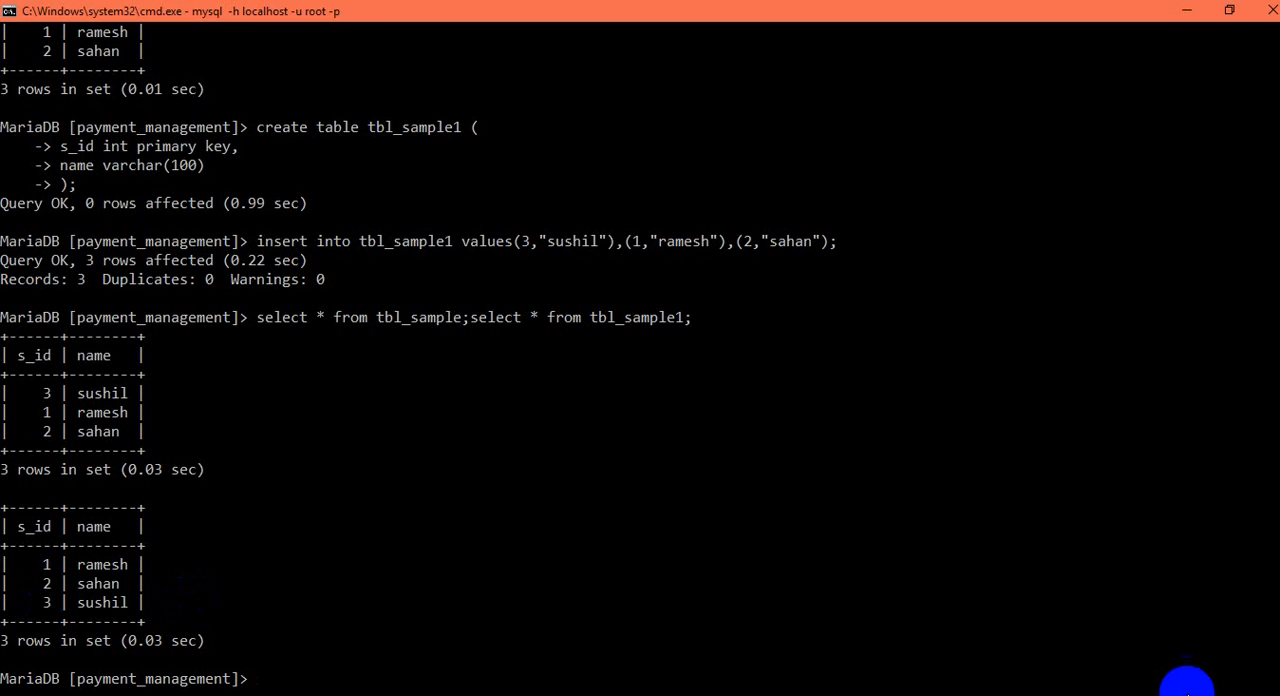 C:\Windows\system32\cmd.exe - mysql  -h localhost -u root -p
|    1 | ramesh |
|    2 | sahan  |
+------+--------+
3 rows in set (0.01 sec)
MariaDB [payment_management]> create table tbl_sample1 (
    -> s_id int primary key,
    -> name varchar(100)
    -> );
Query OK, 0 rows affected (0.99 sec)
MariaDB [payment_management]> insert into tbl_sample1 values(3,"sushil"),(1,"ramesh"),(2,"sahan");
Query OK, 3 rows affected (0.22 sec)
Records: 3  Duplicates: 0  Warnings: 0
MariaDB [payment_management]> select * from tbl_sample;select * from tbl_sample1;
+------+--------+
| s_id | name   |
+------+--------+
|    3 | sushil |
|    1 | ramesh |
|    2 | sahan  |
+------+--------+
3 rows in set (0.03 sec)
+------+--------+
| s_id | name   |
+------+--------+
|    1 | ramesh |
|    2 | sahan  |
|    3 | sushil |
+------+--------+
3 rows in set (0.03 sec)
MariaDB [payment_management]>